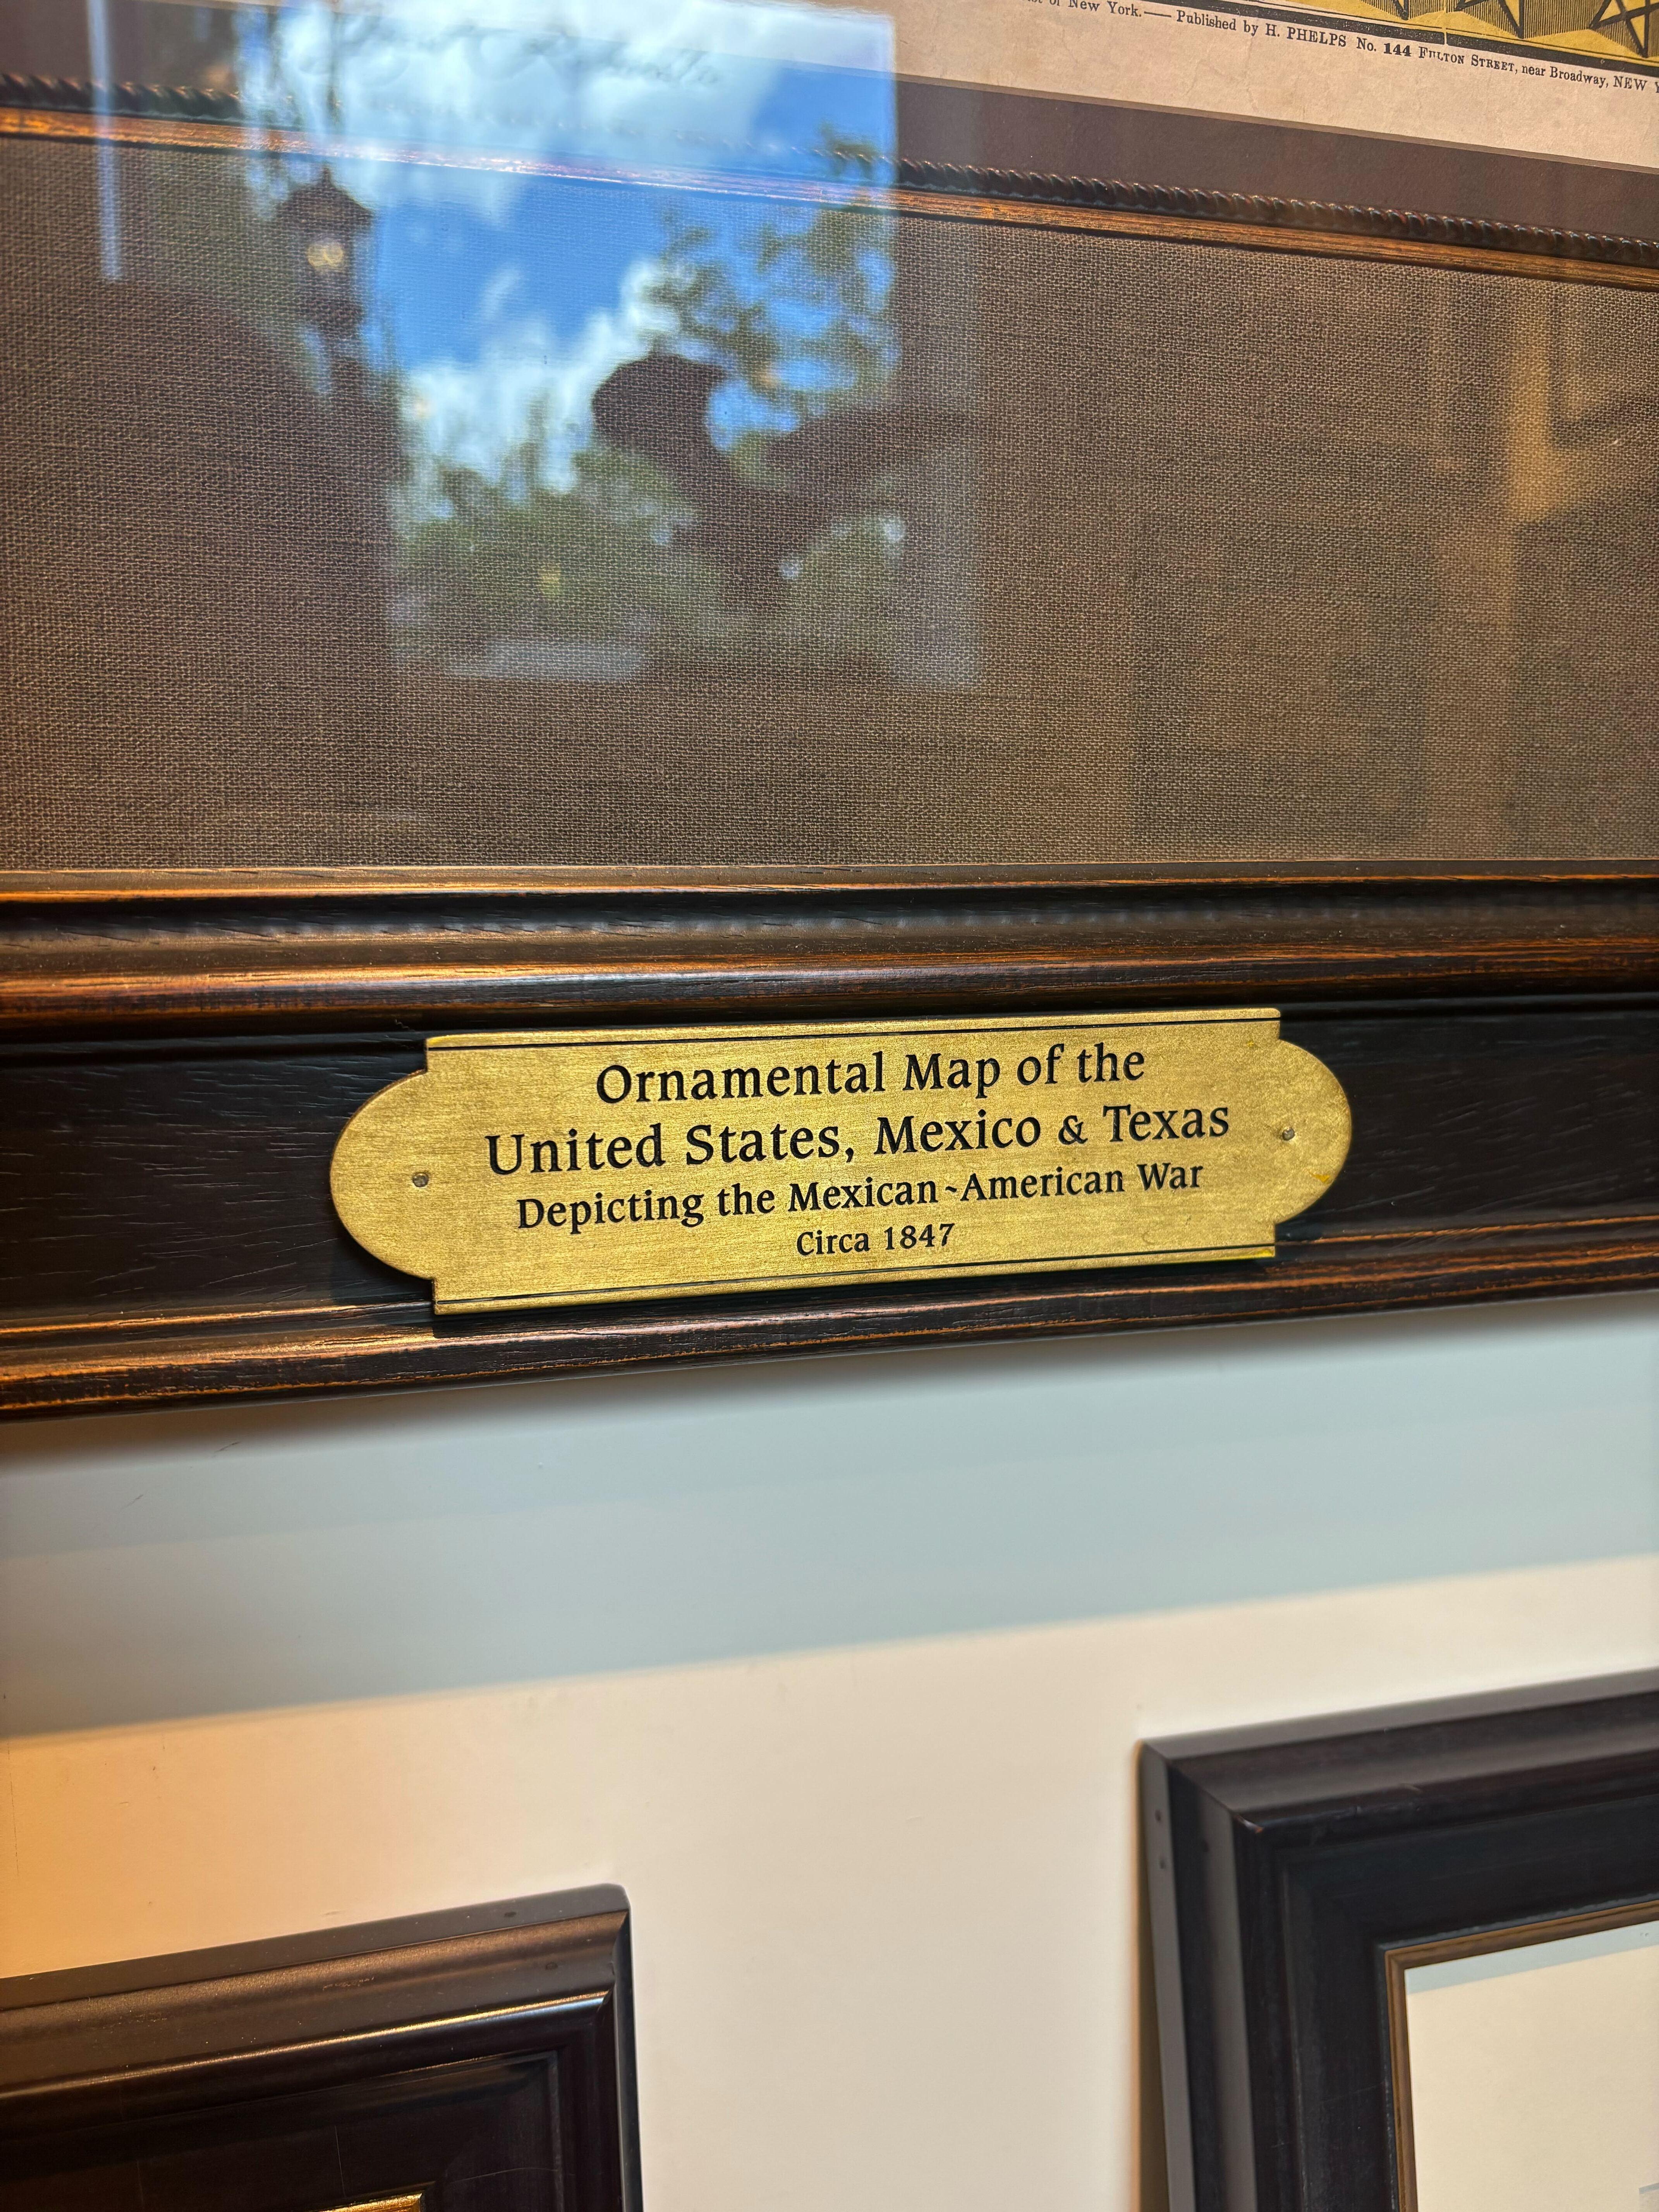 of New York.— Published by H. PHELPS No. 144 FULTON STREET, near Broadway, NEW
Ornamental Map of the
United States, Mexico & Texas
Depicting the Mexican~American War
Circa 1847